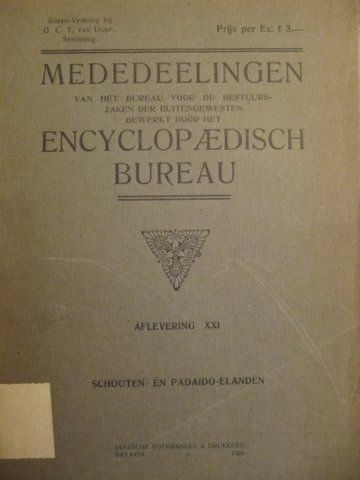 Alleen-Verkoop bij
G. C. T. VAN DORP,
Semarang.
Prijs per Ex. f 3.—
MEDEDEELINGEN
VAN HET BUREAU VOOR DE BESTUURS-
ZAKEN DER BUITENGEWESTEN
BEWERKT DOOR HET
ENCYCLOPÆDISCH
BUREAU
AFLEVERING XXI
SCHOUTEN- EN PADAIDO-EILANDEN
JAVASCHE BOEKHANDEL & DRUKKERIJ
BATAVIA 1920